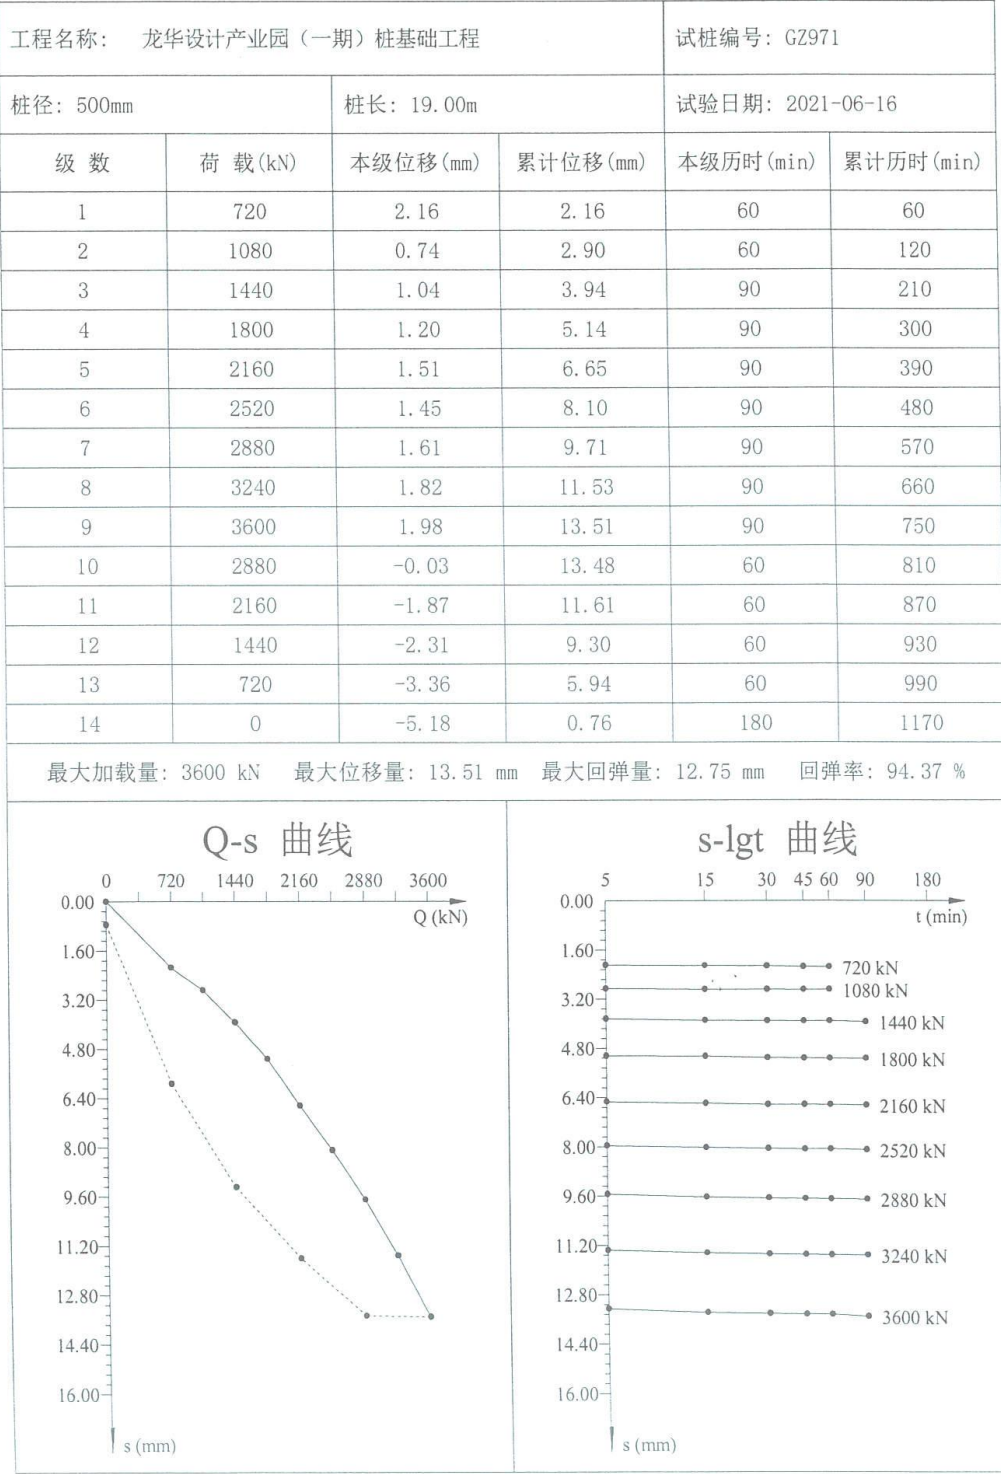 工程名称: 龙华设计产业园（一期）桩基础工程 试桩编号: GZ971
桩径: 500mm 桩长: 19.00m 试验日期: 2021-06-16
级 数 荷 载(kN) 本级位移(mm) 累计位移(mm) 本级历时(min) 累计历时(min)
1 720 2.16 2.16 60 60
2 1080 0.74 2.90 60 120
3 1440 1.04 3.94 90 210
4 1800 1.20 5.14 90 300
5 2160 1.51 6.65 90 390
6 2520 1.45 8.10 90 480
7 2880 1.61 9.71 90 570
8 3240 1.82 11.53 90 660
9 3600 1.98 13.51 90 750
10 2880 -0.03 13.48 60 810
11 2160 -1.87 11.61 60 870
12 1440 -2.31 9.30 60 930
13 720 -3.36 5.94 60 990
14 0 -5.18 0.76 180 1170
最大加载量: 3600 kN 最大位移量: 13.51 mm 最大回弹量: 12.75 mm 回弹率: 94.37 %
Q-s 曲线
0 720 1440 2160 2880 3600
Q (kN)
0.00
1.60
3.20
4.80
6.40
8.00
9.60
11.20
12.80
14.40
16.00
s (mm)
s-lgt 曲线
5 15 30 45 60 90 180
t (min)
0.00
1.60
3.20
4.80
6.40
8.00
9.60
11.20
12.80
14.40
16.00
720 kN
1080 kN
1440 kN
1800 kN
2160 kN
2520 kN
2880 kN
3240 kN
3600 kN
s (mm)